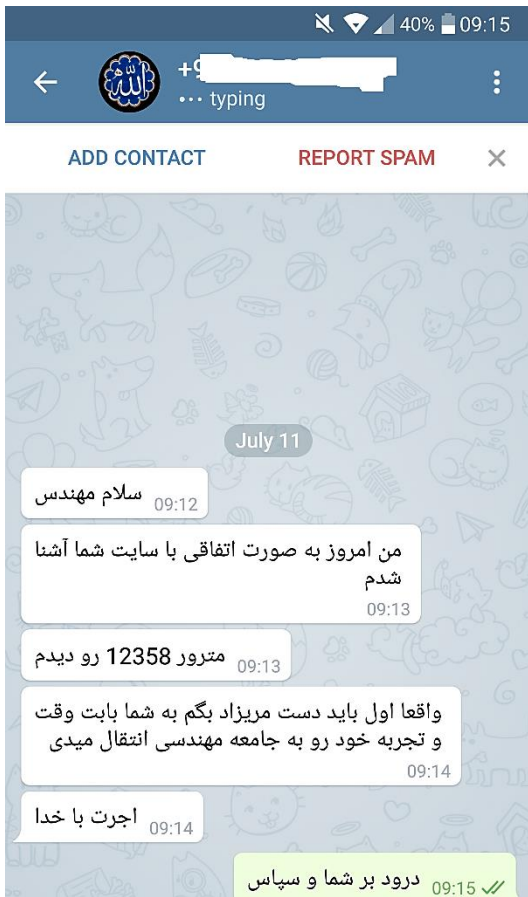 40% 09:15
+9
typing
ADD CONTACT REPORT SPAM
July 11
سلام مهندس 09:12
من امروز به صورت اتفاقی با سایت شما آشنا
شدم
09:13
مترور 12358 رو دیدم 09:13
واقعا اول باید دست مریزاد بگم به شما بابت وقت
و تجربه خود رو به جامعه مهندسی انتقال میدی
09:14
اجرت با خدا 09:14
درود بر شما و سپاس 09:15